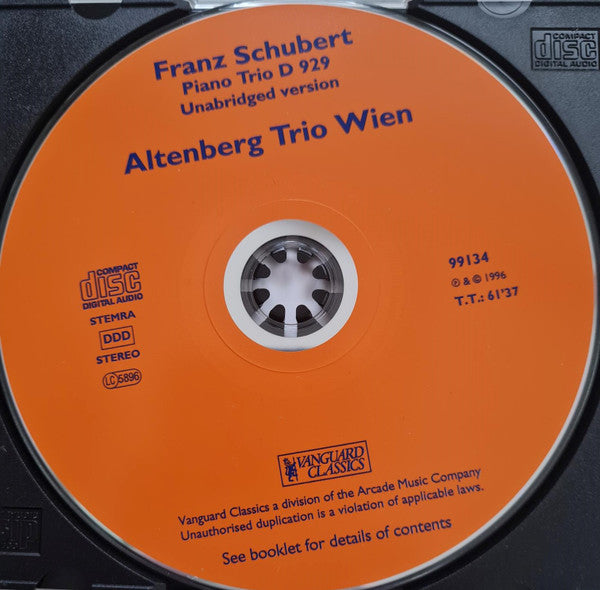 COMPACT
disc
DIGITAL AUDIO
Franz Schubert
Piano Trio D 929
Unabridged version
Altenberg Trio Wien
COMPACT
disc
DIGITAL AUDIO
STEMRA
DDD
STEREO
LC 5896
99134
℗ & © 1996
T.T.: 61'37
VANGUARD
CLASSICS
Vanguard Classics a division of the Arcade Music Company
Unauthorised duplication is a violation of applicable laws.
See booklet for details of contents